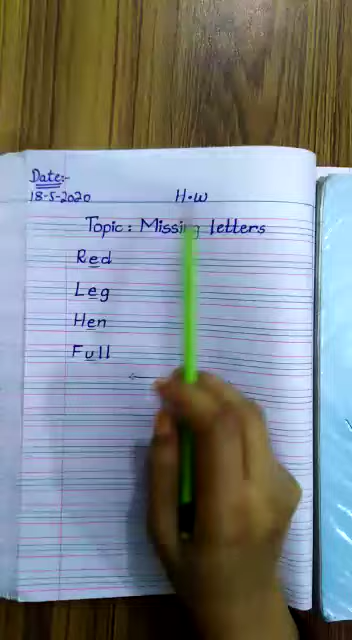 Date:-
18-5-2020
H.W
Topic: Missing letters
Red
Leg
Hen
Full